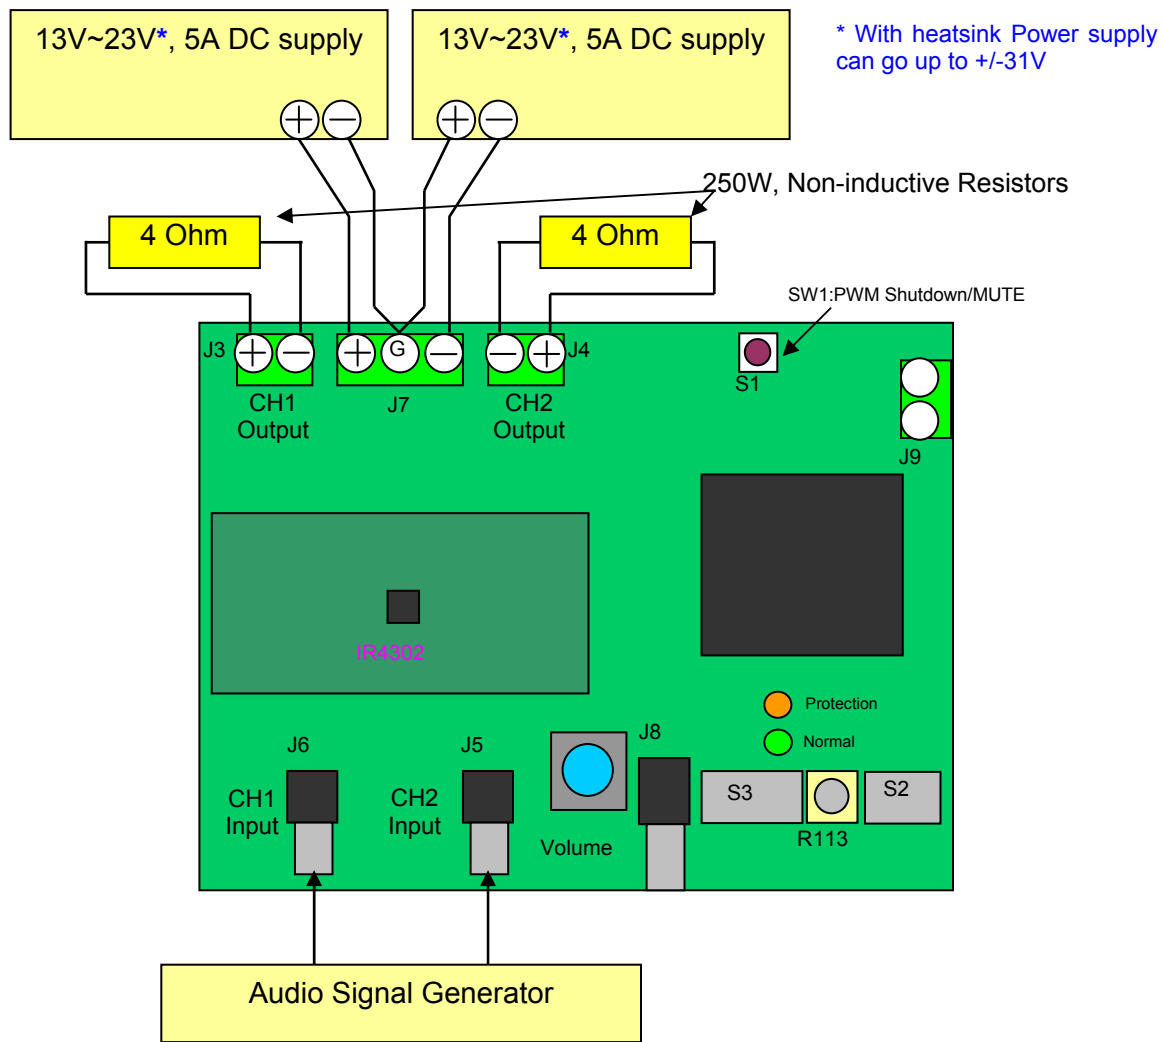 13V~23V*, 5A DC supply
13V~23V*, 5A DC supply
* With heatsink Power supply
can go up to +/-31V
250W, Non-inductive Resistors
4 Ohm
4 Ohm
SW1:PWM Shutdown/MUTE
J3
G
J4
S1
CH1
Output
J7
CH2
Output
J9
IR4302
Protection
Normal
J6
J5
J8
CH1
Input
CH2
Input
Volume
S3
S2
R113
Audio Signal Generator